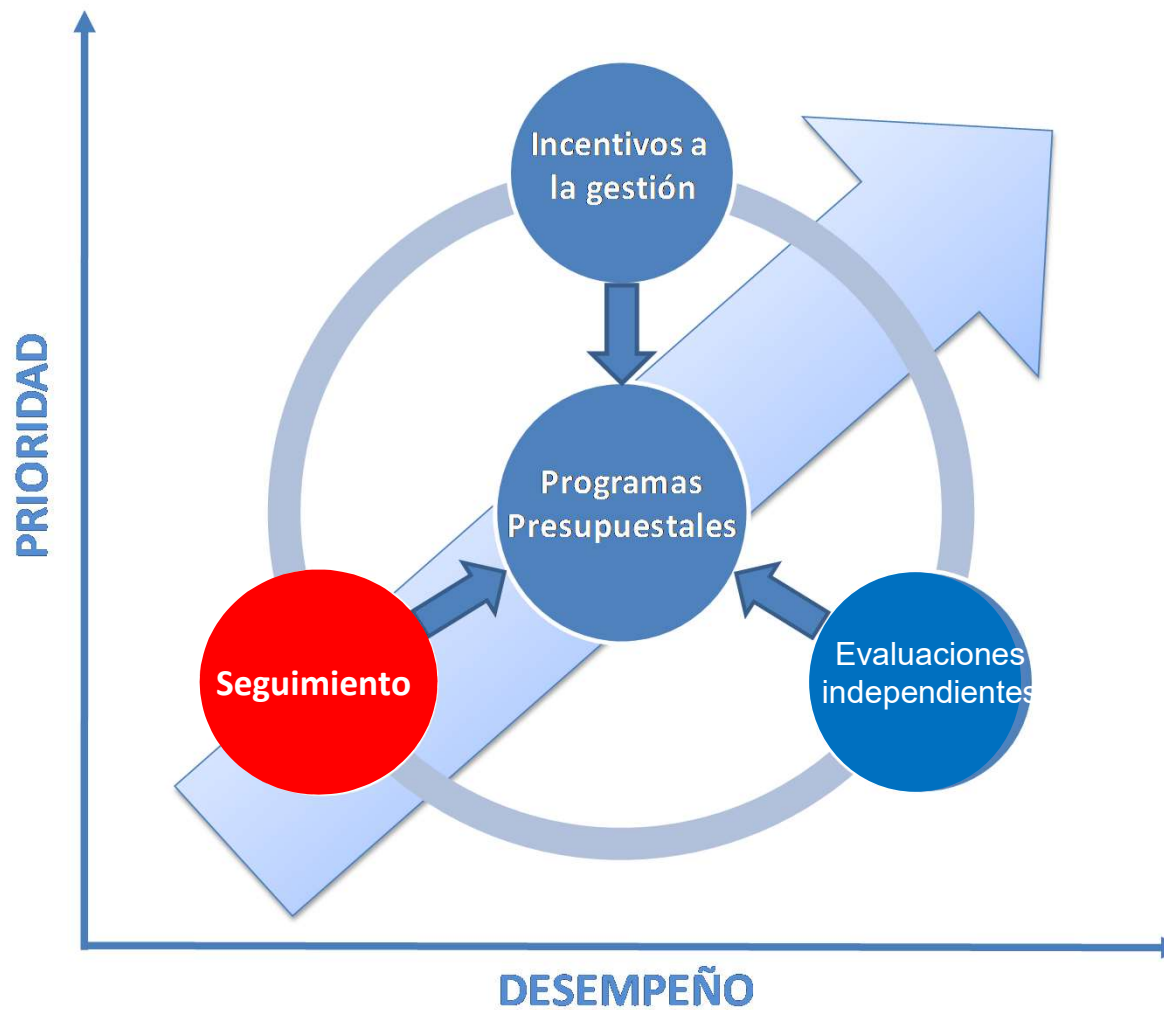 Incentivos a
la gestión
PRIORIDAD
Programas
Presupuestales
Seguimiento
Evaluaciones
independientes
DESEMPEÑO